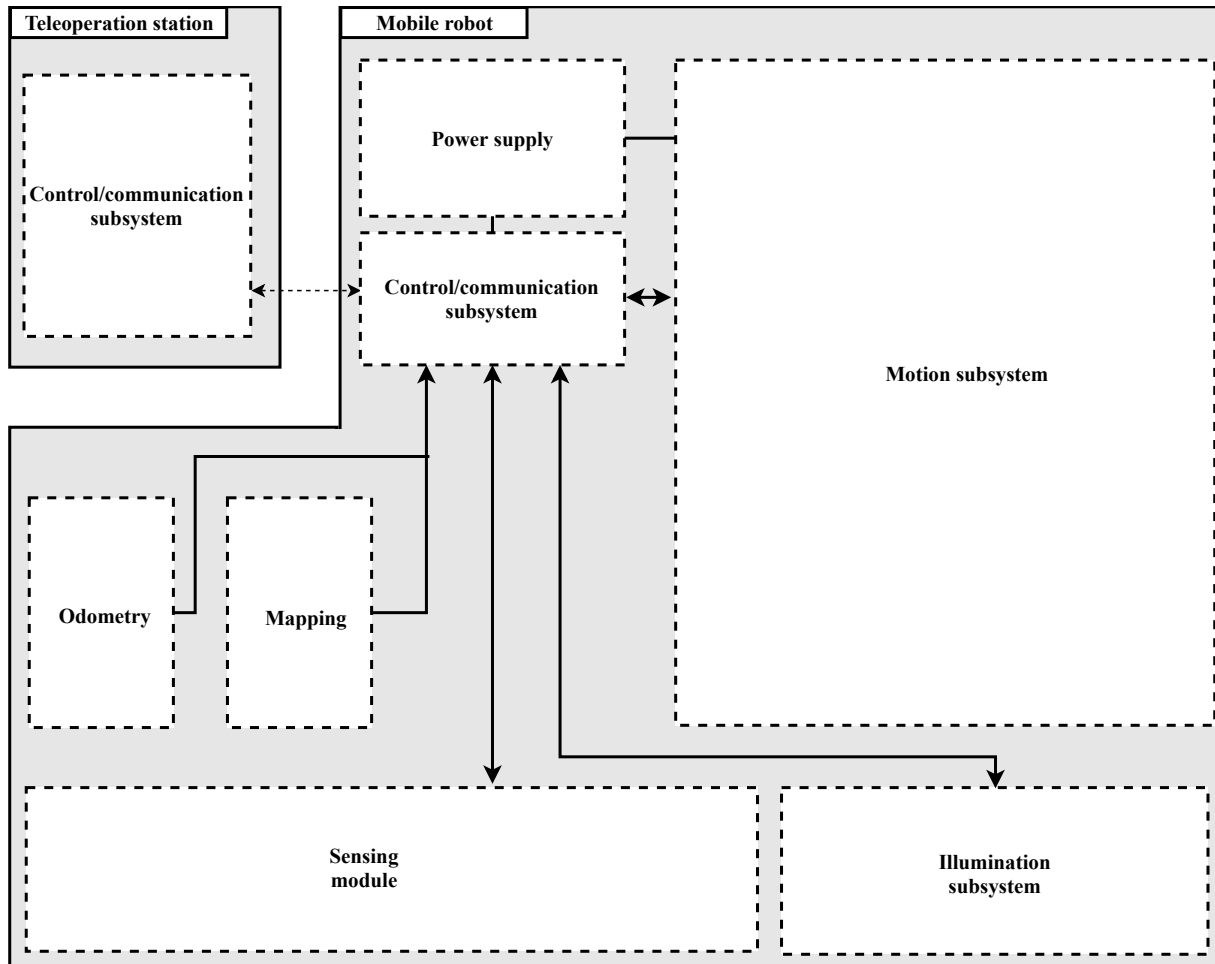 Teleoperation station
Mobile robot
Control/communication
subsystem
Power supply
Control/communication
subsystem
Motion subsystem
Odometry
Mapping
Sensing
module
Illumination
subsystem